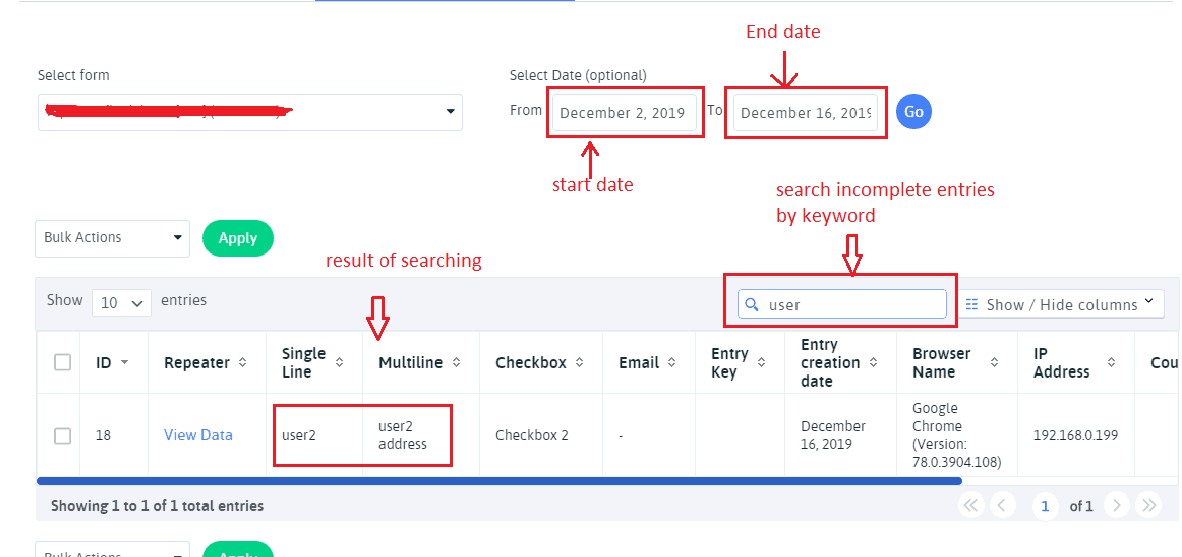 End date
Select form
Select Date (optional)
From December 2, 2019 To December 16, 2019 Go
start date
search incomplete entries
by keyword
Bulk Actions Apply
result of searching
Show 10 entries user Show / Hide columns
ID Repeater Single Line Multiline Checkbox Email Entry Key Entry creation date Browser Name IP Address Cou
18 View Data user2 user2 address Checkbox 2 - December 16, 2019 Google Chrome (Version: 78.0.3904.108) 192.168.0.199
Showing 1 to 1 of 1 total entries 1 of 1
Bulk Actions Apply